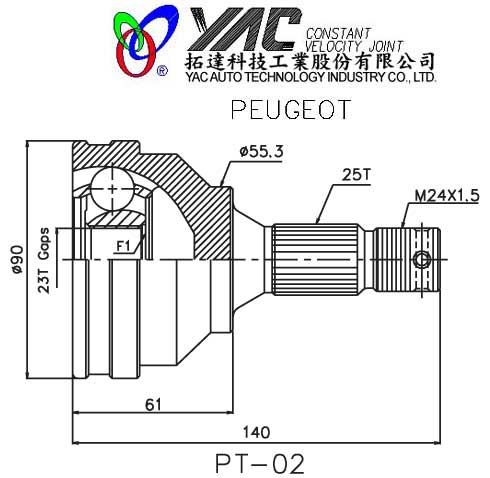 YAC CONSTANT
VELOCITY JOINT
®
拓達科技工業股份有限公司
YAC AUTO TECHNOLOGY INDUSTRY CO., LTD.
PEUGEOT
ø55,3
25T
M24X1.5
ø90
23T Gaps
F1
61
140
PT-02